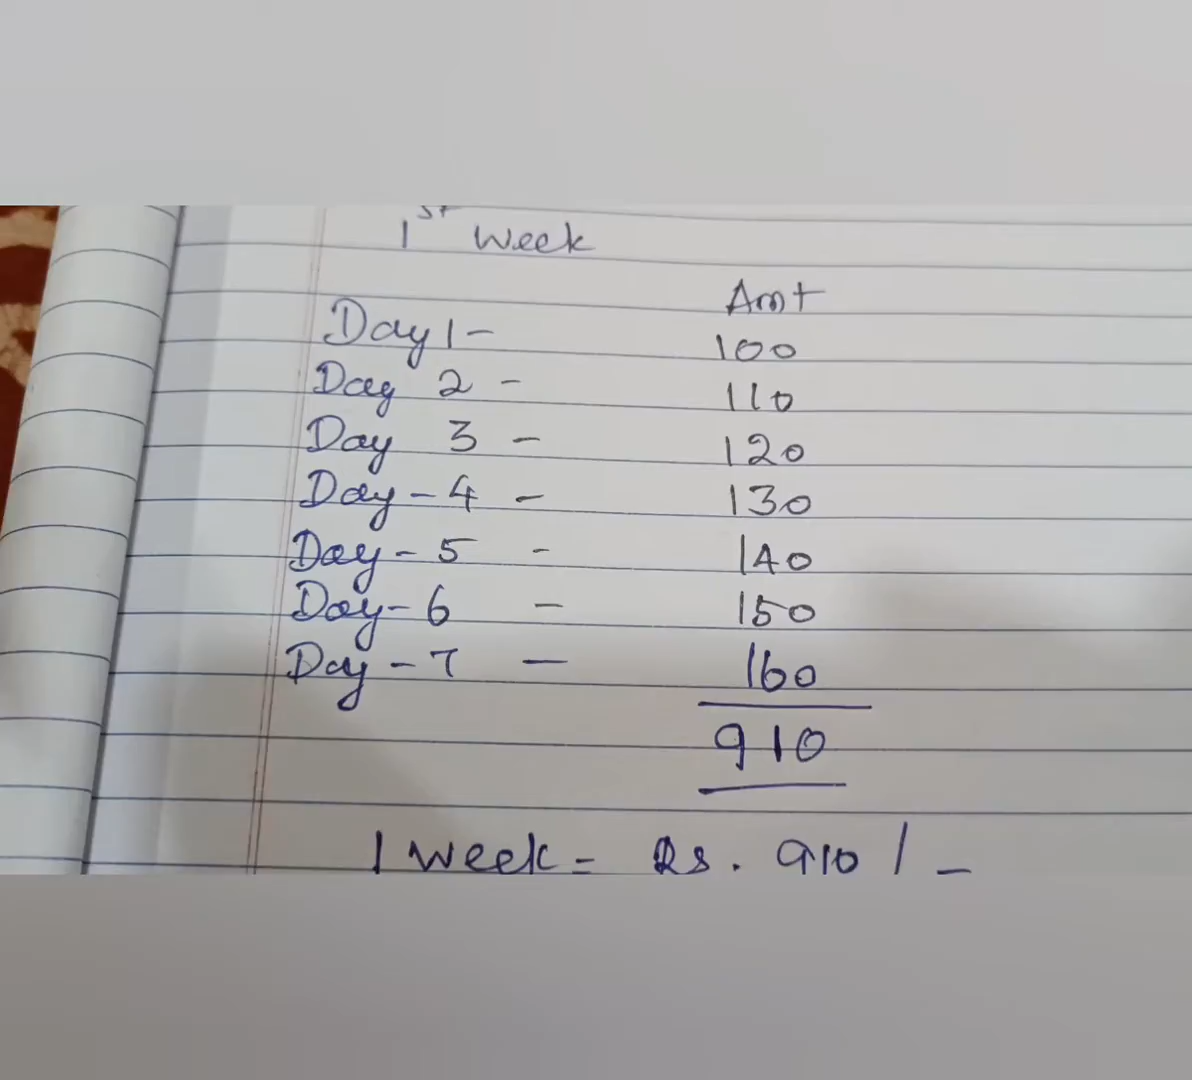 1st Week
Amt
Day 1 - 100
Day 2 - 110
Day 3 - 120
Day - 4 - 130
Day - 5 - 140
Day - 6 - 150
Day - 7 - 160
910
1 week = Rs. 910/-